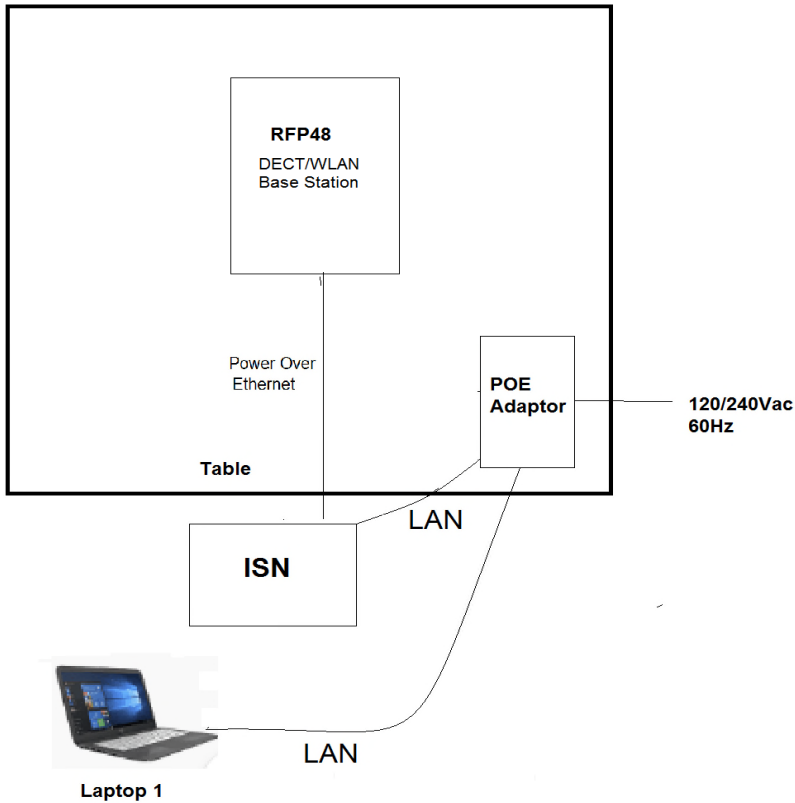 RFP48
DECT/WLAN
Base Station
Power Over
Ethernet
POE
Adaptor
120/240Vac
60Hz
Table
LAN
ISN
LAN
Laptop 1